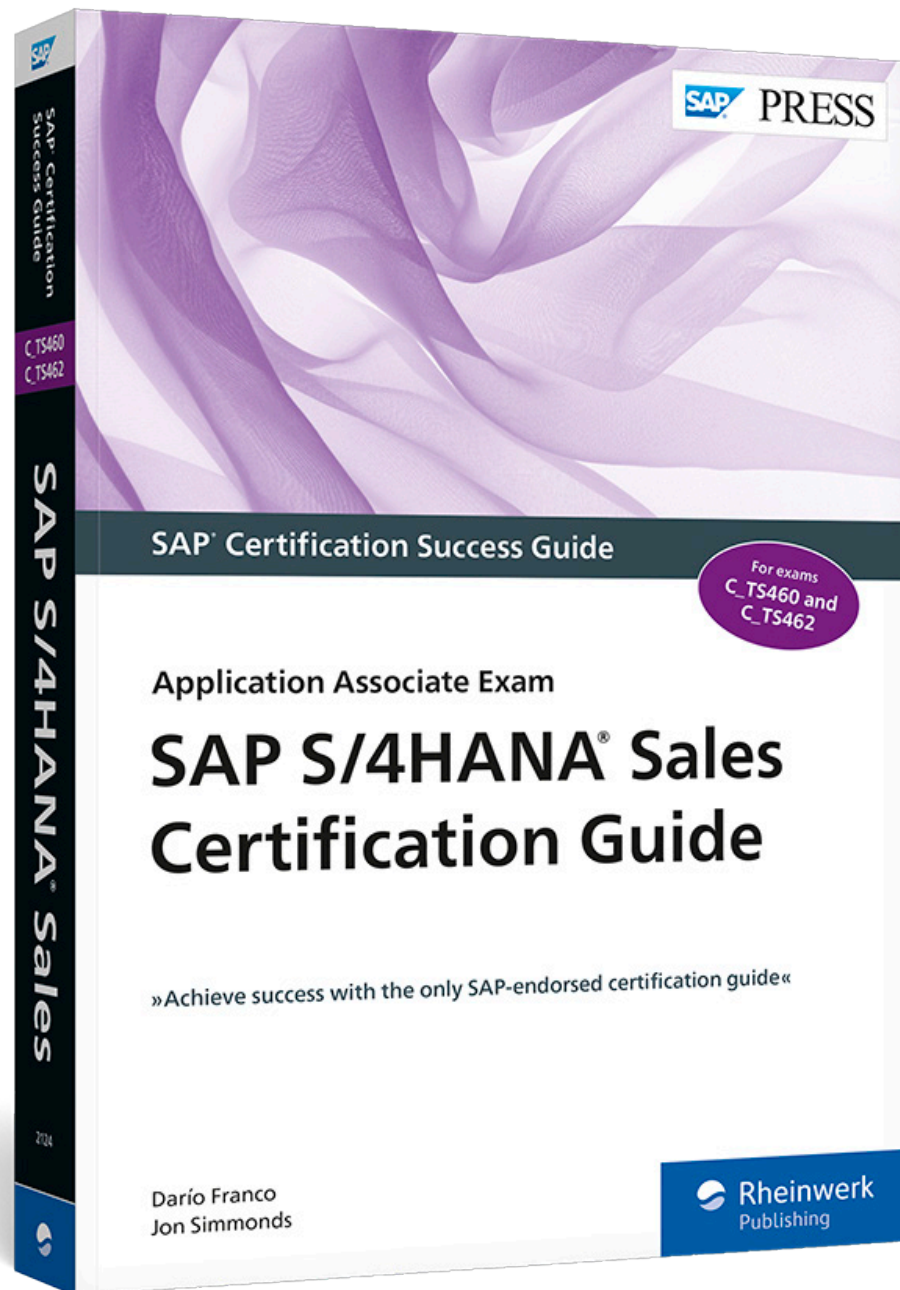 SAP
SAP® Certification
Success Guide
C_TS460
C_TS462
SAP S/4HANA® Sales
2124
SAP® PRESS
SAP® Certification Success Guide
For exams
C_TS460 and
C_TS462
Application Associate Exam
SAP S/4HANA® Sales
Certification Guide
»Achieve success with the only SAP-endorsed certification guide«
Darío Franco
Jon Simmonds
Rheinwerk
Publishing